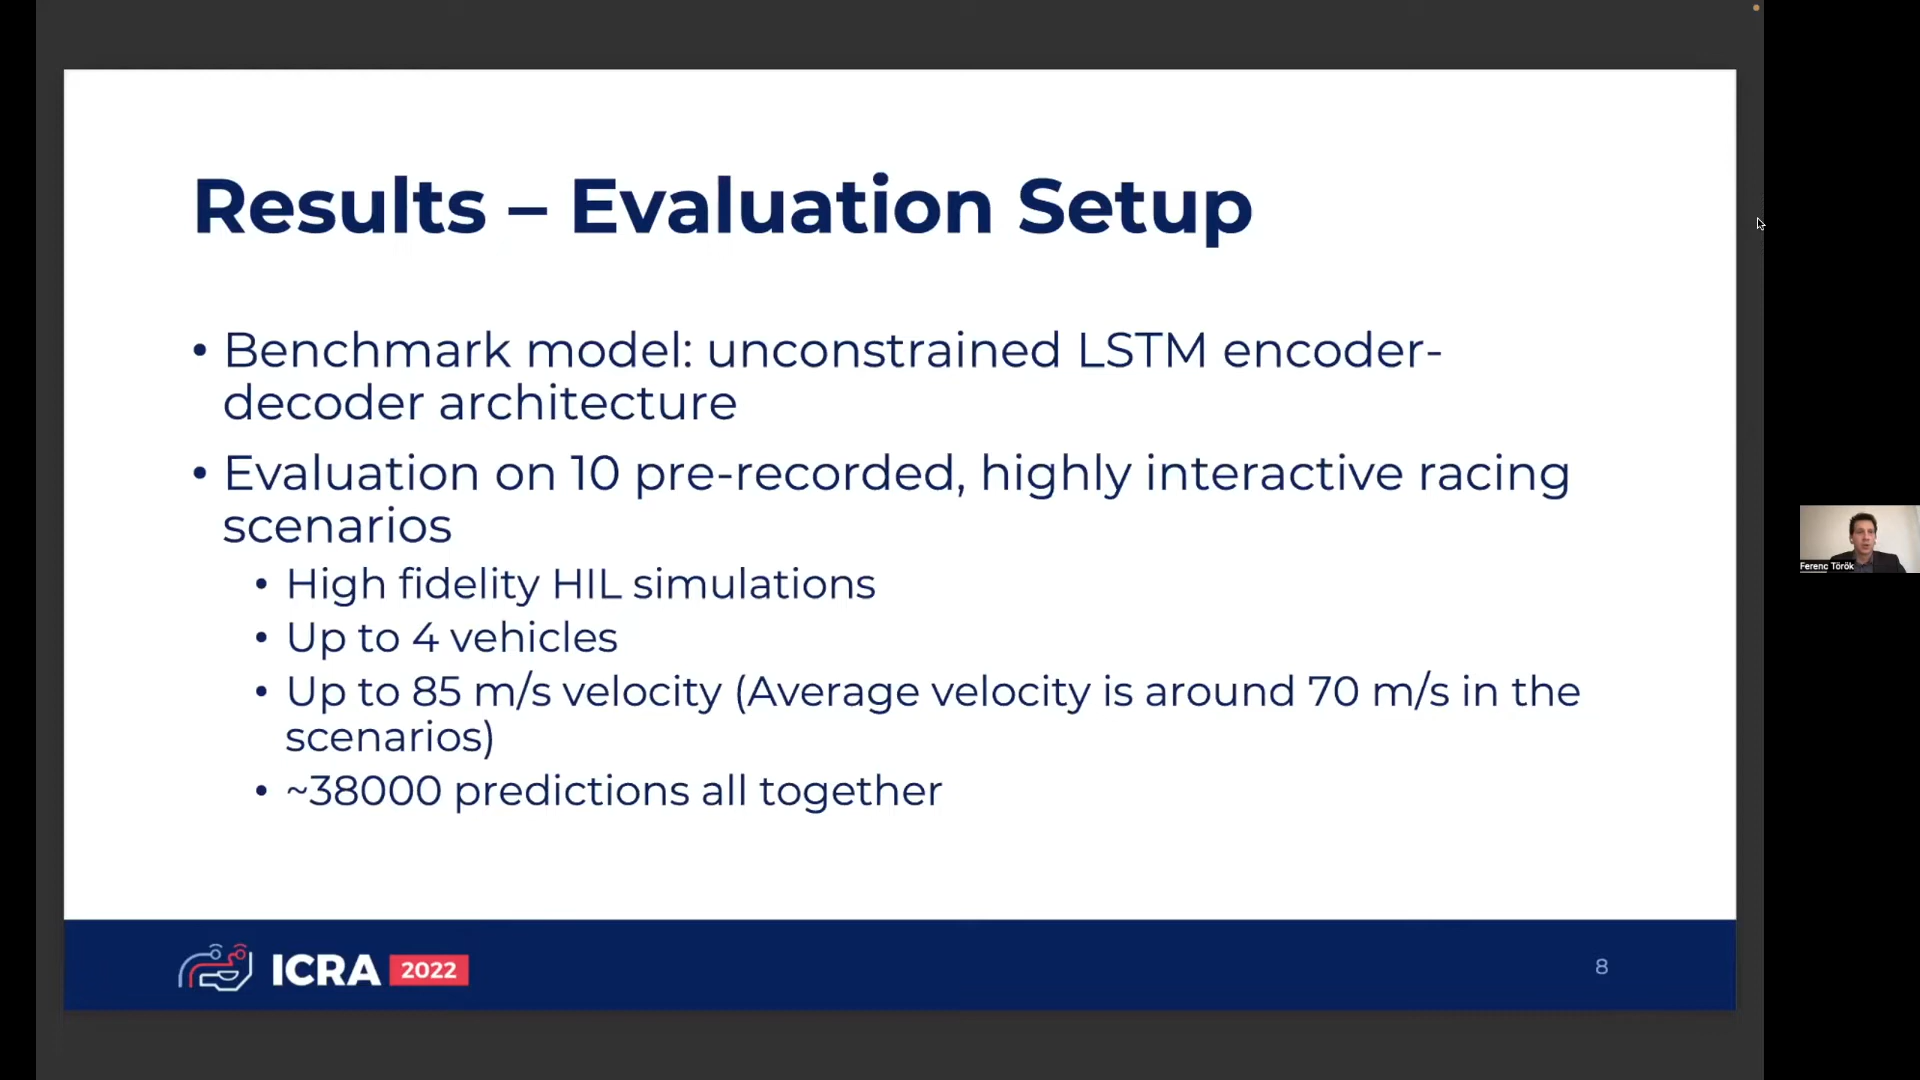 Results – Evaluation Setup
• Benchmark model: unconstrained LSTM encoder-
decoder architecture
• Evaluation on 10 pre-recorded, highly interactive racing
scenarios
• High fidelity HIL simulations
• Up to 4 vehicles
• Up to 85 m/s velocity (Average velocity is around 70 m/s in the
scenarios)
• ~38000 predictions all together
Ferenc Török
ICRA 2022
8